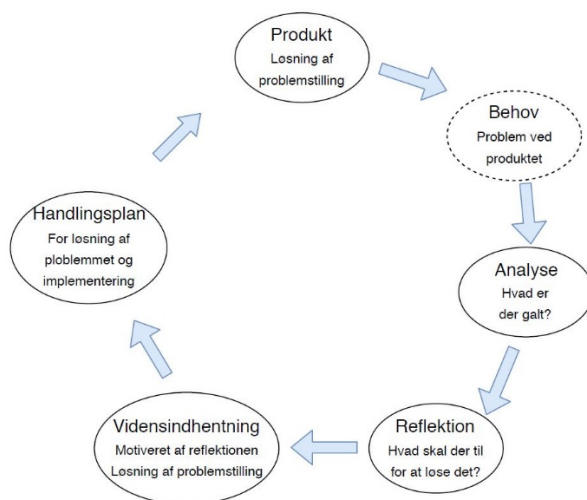 Produkt
Løsning af
problemstilling
Behov
Problem ved
produktet
Analyse
Hvad er
der galt?
Reflektion
Hvad skal der til
for at løse det?
Vidensindhentning
Motiveret af reflektionen
Løsning af problemstilling
Handlingsplan
For løsning af
ploblemmet og
implementering